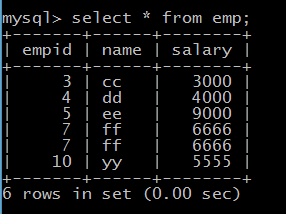 mysql> select * from emp;
+-------+------+--------+
| empid | name | salary |
+-------+------+--------+
|     3 | cc   |   3000 |
|     4 | dd   |   4000 |
|     5 | ee   |   9000 |
|     7 | ff   |   6666 |
|     7 | ff   |   6666 |
|    10 | yy   |   5555 |
+-------+------+--------+
6 rows in set (0.00 sec)